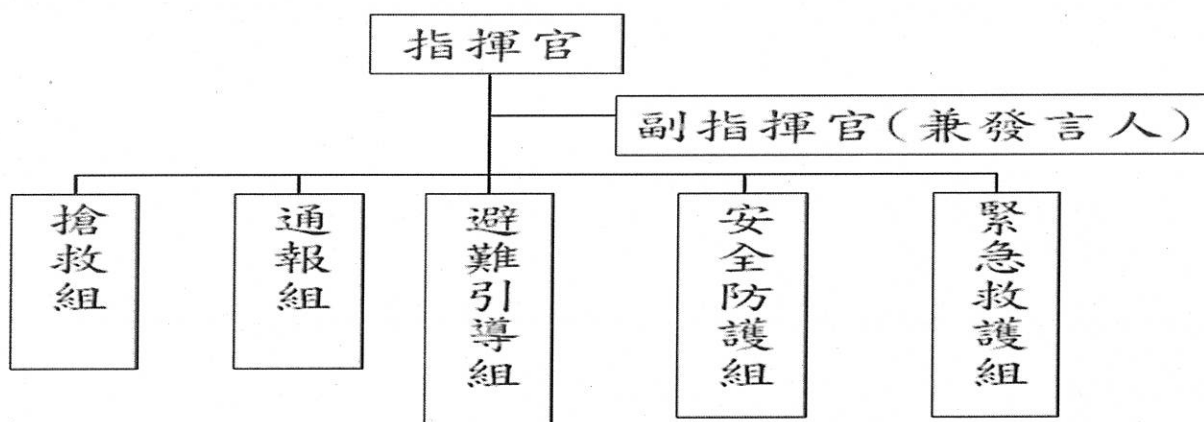 指揮官
副指揮官(兼發言人)
搶救組
通報組
避難引導組
安全防護組
緊急救護組